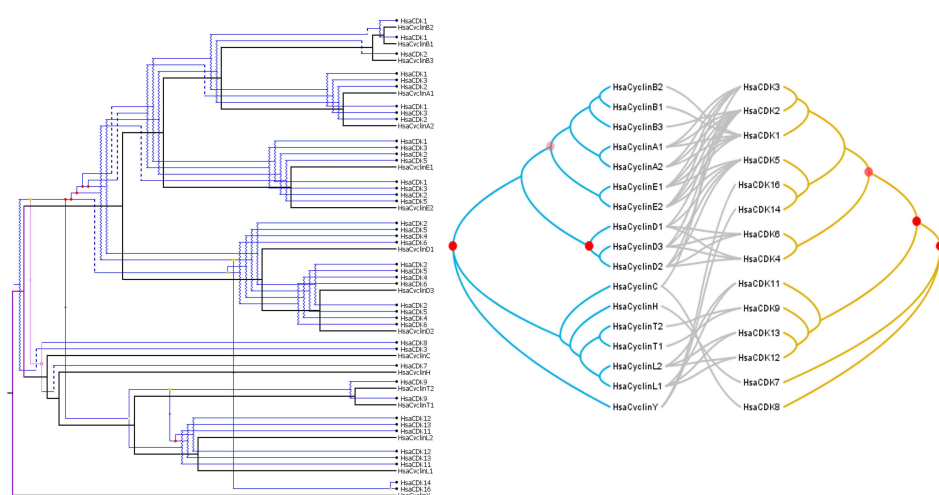 HsaCDk1
HsaCyclinB2
HsaCDk1
HsaCyclinB1
HsaCDk2
HsaCyclinB3
HsaCDk1
HsaCDk3
HsaCDk2
HsaCyclinA1
HsaCDk1
HsaCDk3
HsaCDk2
HsaCyclinA2
HsaCDk1
HsaCDk3
HsaCDk2
HsaCDk5
HsaCyclinE1
HsaCDk1
HsaCDk3
HsaCDk2
HsaCDk5
HsaCyclinE2
HsaCDk2
HsaCDk5
HsaCDk4
HsaCDk6
HsaCyclinD1
HsaCDk2
HsaCDk5
HsaCDk4
HsaCDk6
HsaCyclinD3
HsaCDk2
HsaCDk5
HsaCDk4
HsaCDk6
HsaCyclinD2
HsaCDk8
HsaCDk3
HsaCyclinC
HsaCDk7
HsaCyclinH
HsaCDk9
HsaCyclinT2
HsaCDk9
HsaCyclinT1
HsaCDk12
HsaCDk13
HsaCDk11
HsaCyclinL2
HsaCDk12
HsaCDk13
HsaCDk11
HsaCyclinL1
HsaCDk14
HsaCDk16
HsaCyclinB2
HsaCyclinB1
HsaCyclinB3
HsaCyclinA1
HsaCyclinA2
HsaCyclinE1
HsaCyclinE2
HsaCyclinD1
HsaCyclinD3
HsaCyclinD2
HsaCyclinC
HsaCyclinH
HsaCyclinT2
HsaCyclinT1
HsaCyclinL2
HsaCyclinL1
HsaCyclinY
HsaCDK3
HsaCDK2
HsaCDK1
HsaCDK5
HsaCDK16
HsaCDK14
HsaCDK6
HsaCDK4
HsaCDK11
HsaCDK9
HsaCDK13
HsaCDK12
HsaCDK7
HsaCDK8